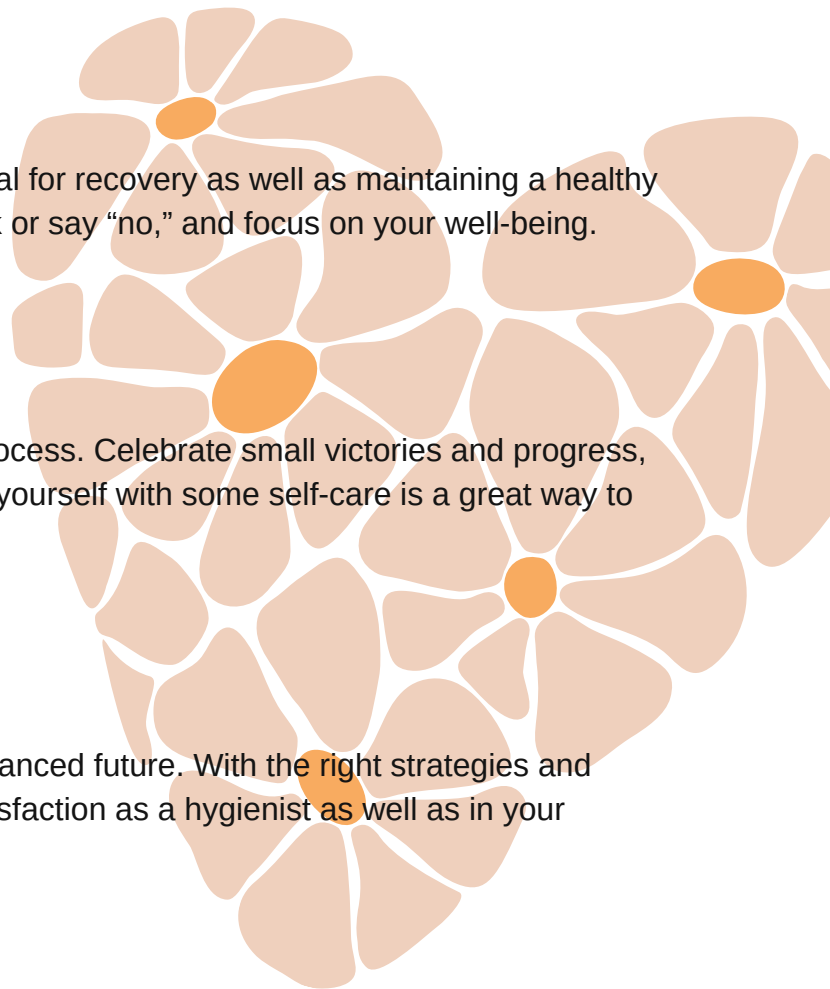 al for recovery as well as maintaining a healthy
or say “no,” and focus on your well-being.
ocess. Celebrate small victories and progress,
yourself with some self-care is a great way to
anced future. With the right strategies and
sfaction as a hygienist as well as in your